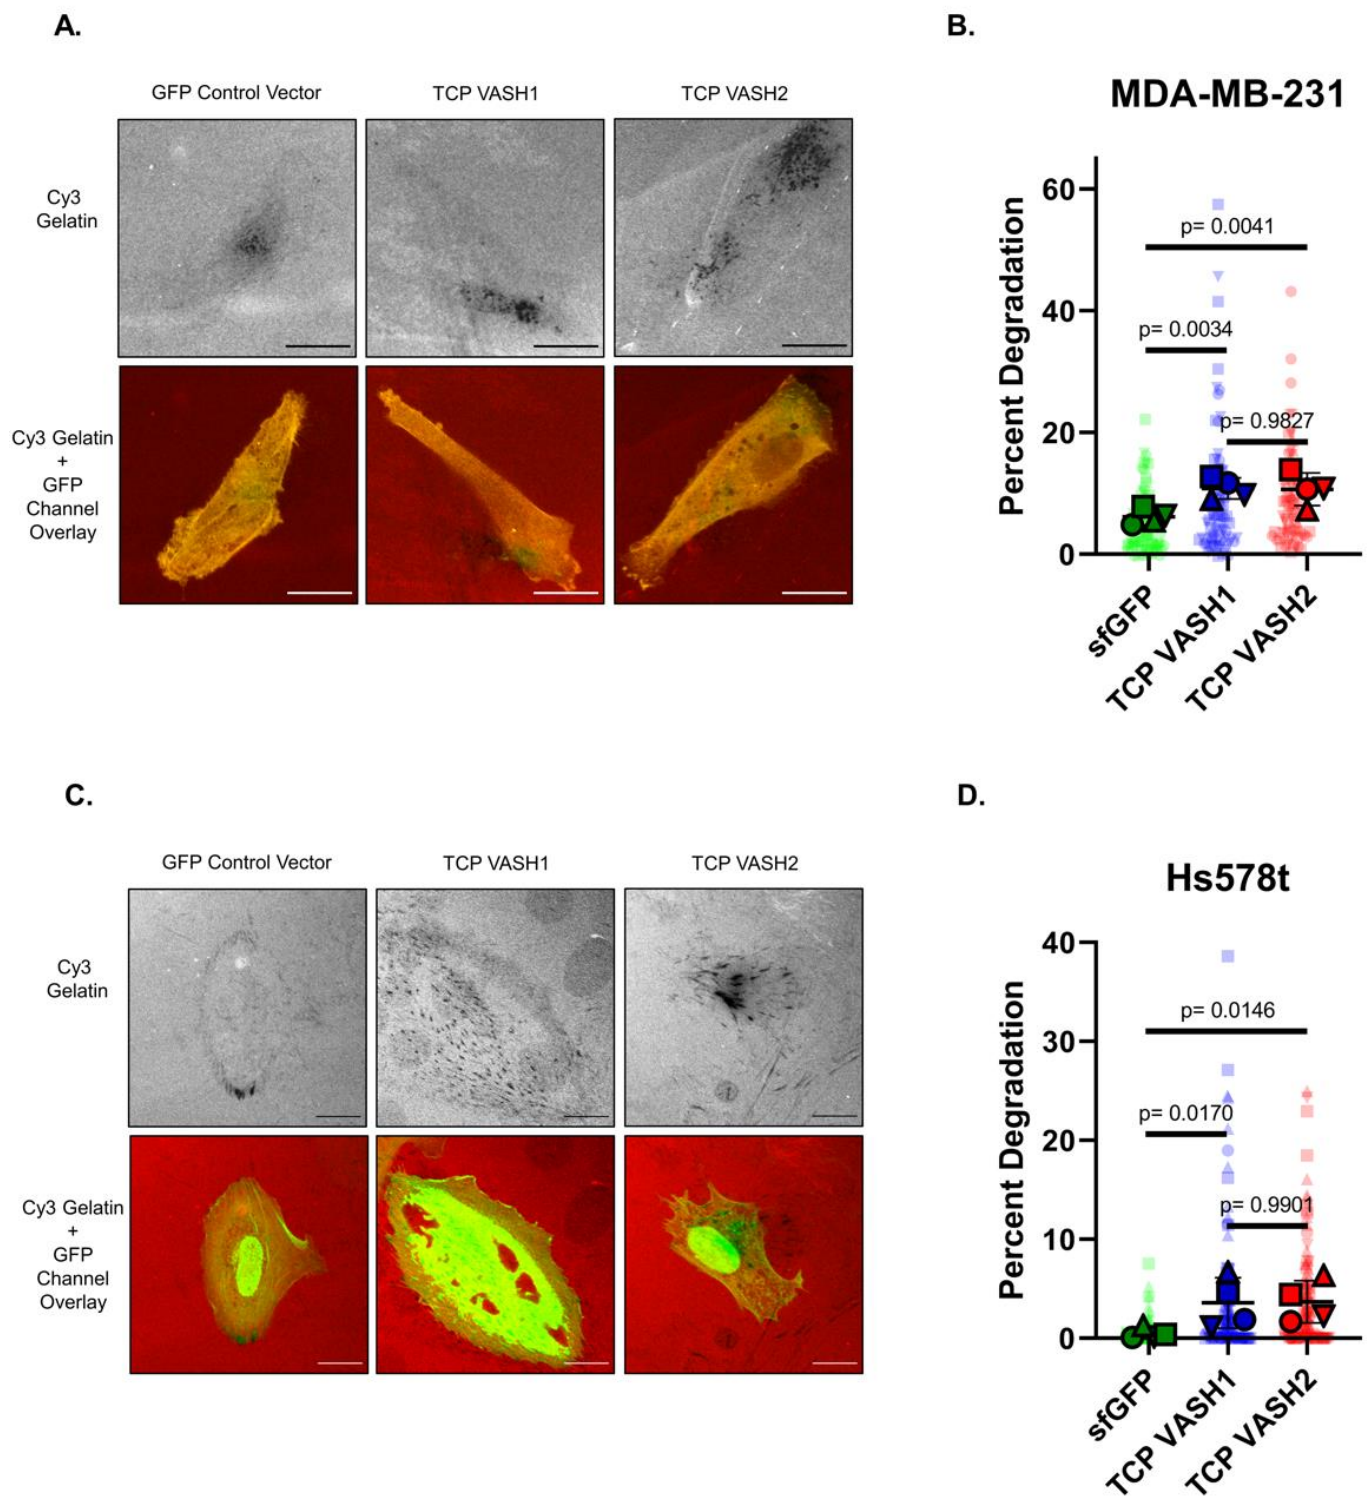 A.
GFP Control Vector
TCP VASH1
TCP VASH2
Cy3
Gelatin
Cy3 Gelatin
+
GFP
Channel
Overlay
B.
MDA-MB-231
Percent Degradation
60
40
20
0
p= 0.0041
p= 0.0034
p= 0.9827
sfGFP
TCP VASH1
TCP VASH2
C.
GFP Control Vector
TCP VASH1
TCP VASH2
Cy3
Gelatin
Cy3 Gelatin
+
GFP
Channel
Overlay
D.
Hs578t
Percent Degradation
40
30
20
10
0
p= 0.0146
p= 0.0170
p= 0.9901
sfGFP
TCP VASH1
TCP VASH2